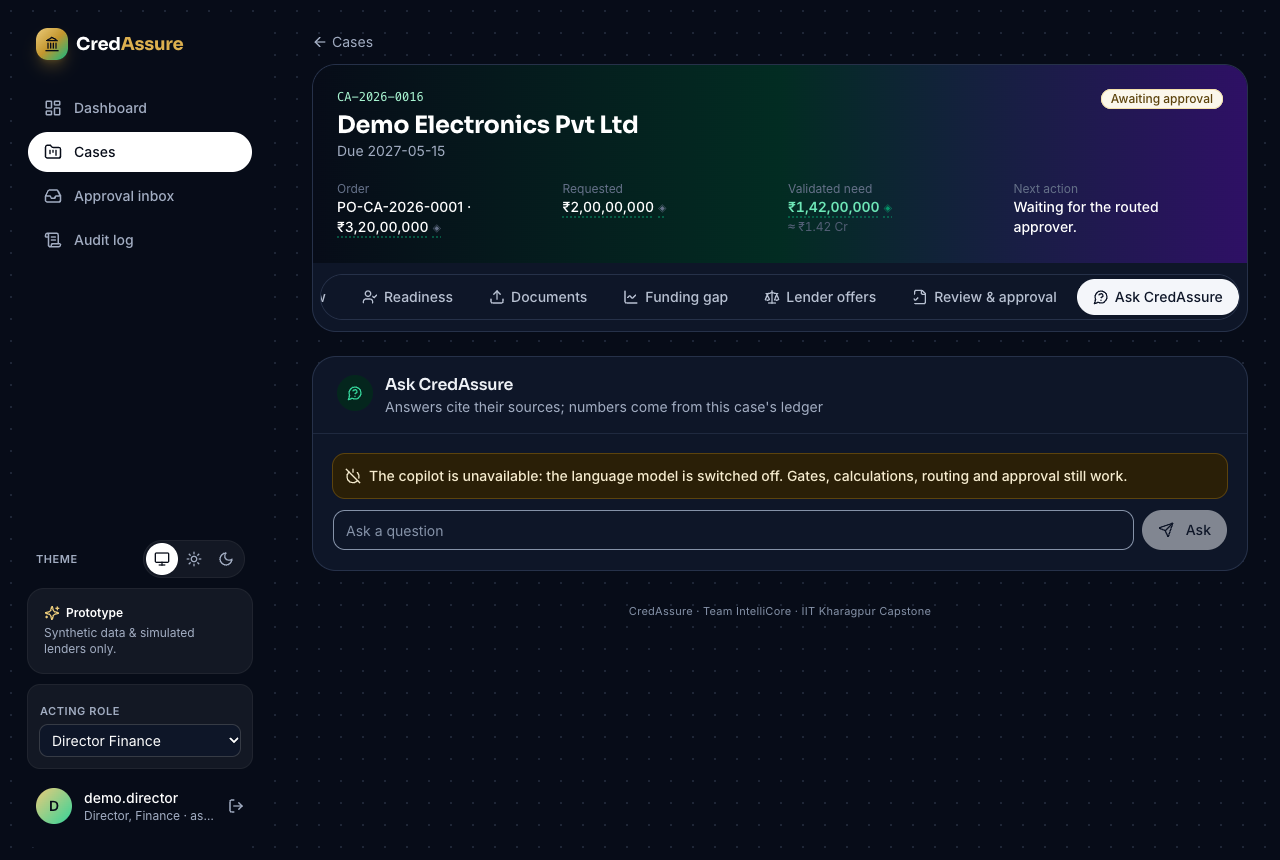 CredAssure
Dashboard
Cases
Approval inbox
Audit log
THEME
Prototype
Synthetic data & simulated
lenders only.
ACTING ROLE
Director Finance
D
demo.director
Director, Finance · as...
Cases
CA-2026-0016
Awaiting approval
Demo Electronics Pvt Ltd
Due 2027-05-15
Order
PO-CA-2026-0001 ·
₹3,20,00,000
Requested
₹2,00,00,000
Validated need
₹1,42,00,000
≈ ₹1.42 Cr
Next action
Waiting for the routed
approver.
Readiness
Documents
Funding gap
Lender offers
Review & approval
Ask CredAssure
Ask CredAssure
Answers cite their sources; numbers come from this case's ledger
The copilot is unavailable: the language model is switched off. Gates, calculations, routing and approval still work.
Ask a question
Ask
CredAssure · Team IntelliCore · IIT Kharagpur Capstone